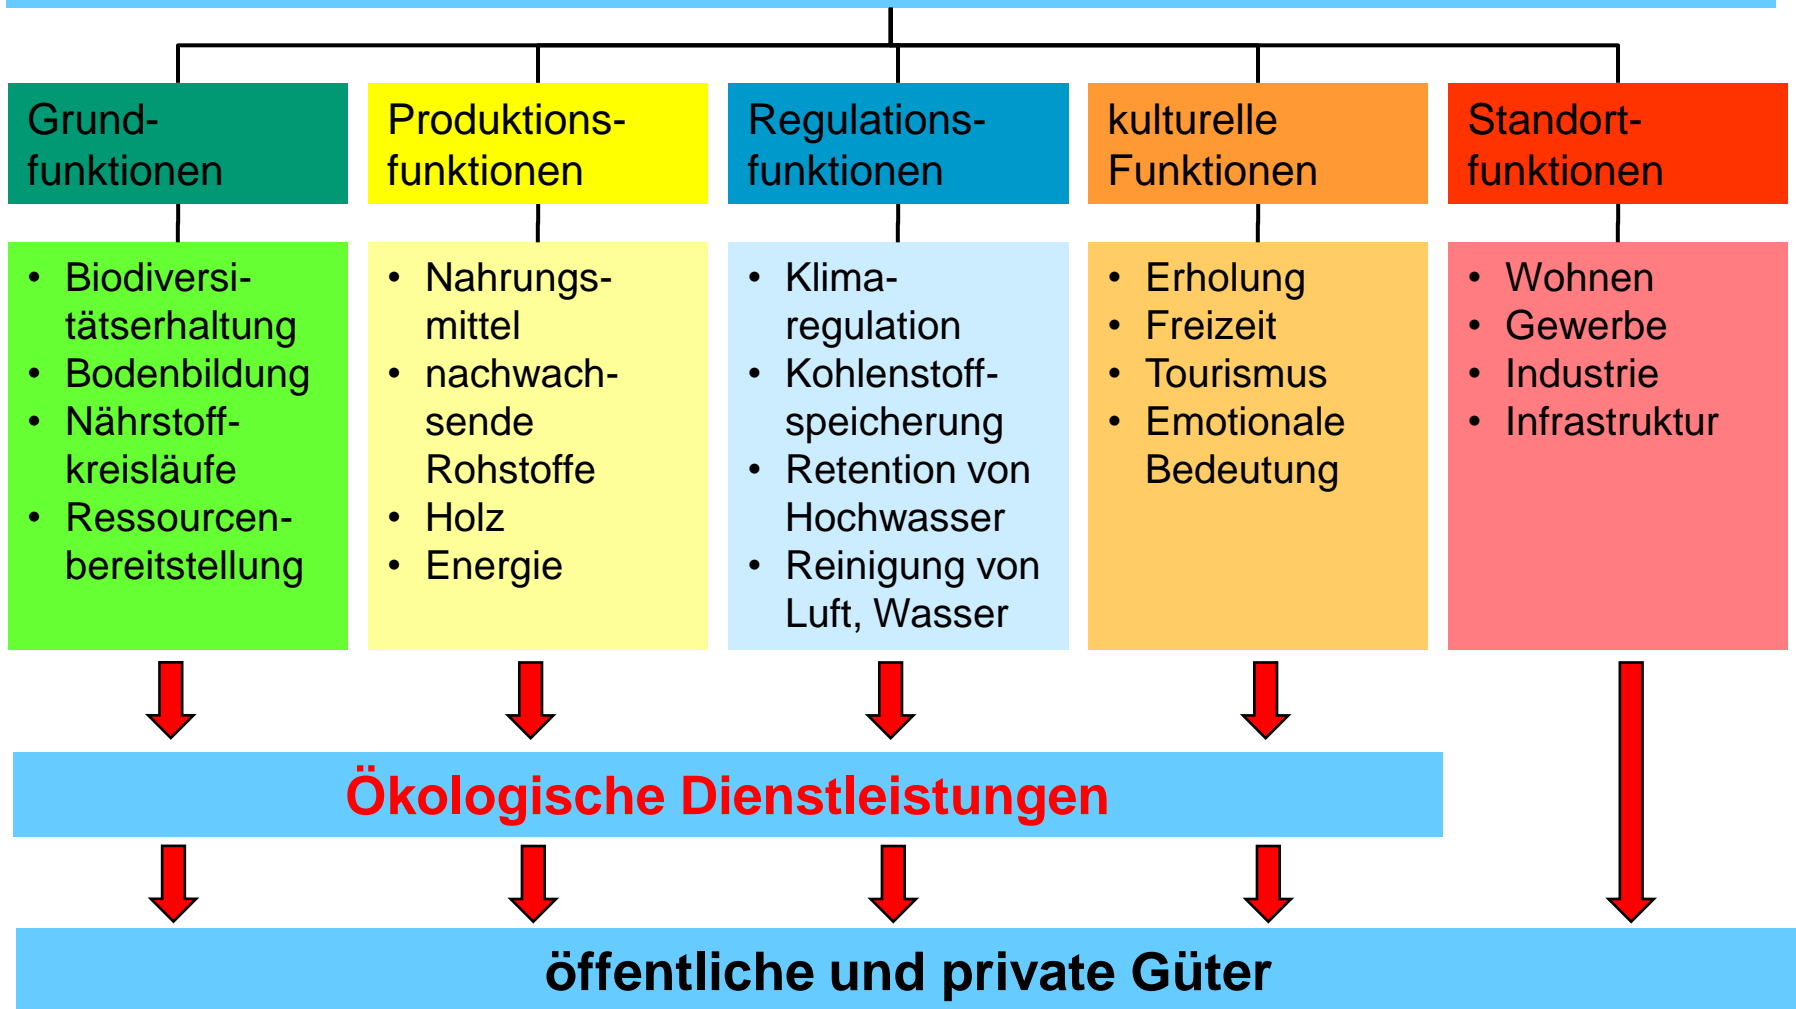 Grund-
funktionen
Produktions-
funktionen
Regulations-
funktionen
kulturelle
Funktionen
Standort-
funktionen
• Biodiversi-
tätserhaltung
• Bodenbildung
• Nährstoff-
kreisläufe
• Ressourcen-
bereitstellung
• Nahrungs-
mittel
• nachwach-
sende
Rohstoffe
• Holz
• Energie
• Klima-
regulation
• Kohlenstoff-
speicherung
• Retention von
Hochwasser
• Reinigung von
Luft, Wasser
• Erholung
• Freizeit
• Tourismus
• Emotionale
Bedeutung
• Wohnen
• Gewerbe
• Industrie
• Infrastruktur
Ökologische Dienstleistungen
öffentliche und private Güter